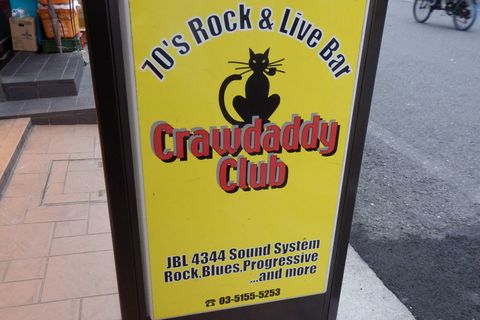 70's Rock & Live Bar
Crawdaddy
Club
JBL 4344 Sound System
Rock,Blues,Progressive
...and more
☎ 03-5155-5253